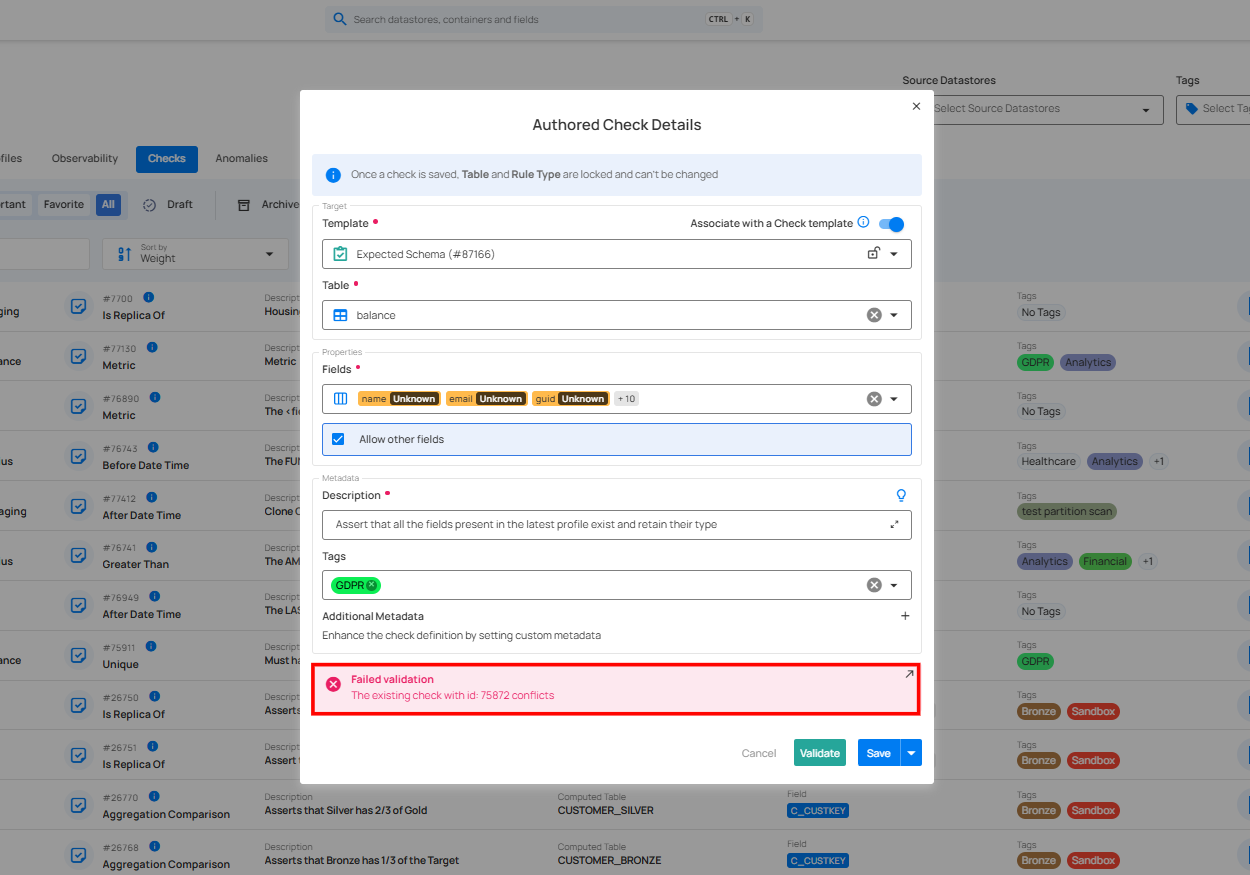 Search datastores, containers and fields CTRL + K
Source Datastores Tags
Select Source Datastores Select Ta
Authored Check Details
files Observability Checks Anomalies
Once a check is saved, Table and Rule Type are locked and can't be changed
rtant Favorite All Draft Archive
Target
Template • Associate with a Check template
Sort by
Weight
Expected Schema (#87166)
Table •
balance
Properties
Fields •
name Unknown email Unknown guid Unknown + 10
Allow other fields
Metadata
Description •
Assert that all the fields present in the latest profile exist and retain their type
Tags
GDPR
Additional Metadata
Enhance the check definition by setting custom metadata
Failed validation
The existing check with id: 75872 conflicts
Cancel Validate Save
#7700 Descript Tags
ging Is Replica Of Housin No Tags
#77130 Descript Tags
ance Metric Metric GDPR Analytics
#76890 Descript Tags
Metric The <fi No Tags
#76743 Descript Tags
us Before Date Time The FU Healthcare Analytics +1
#77412 Descript Tags
aging After Date Time Clone C test partition scan
#76741 Descript Tags
us Greater Than The AM Analytics Financial +1
#76949 Descript Tags
After Date Time The LAS No Tags
#75911 Descript Tags
ance Unique Must ha GDPR
#26750 Descript Tags
Is Replica Of Asserts Bronze Sandbox
#26751 Descript Tags
Is Replica Of Assert t Bronze Sandbox
#26770 Description Computed Table Field Tags
Aggregation Comparison Asserts that Silver has 2/3 of Gold CUSTOMER_SILVER C_CUSTKEY Bronze Sandbox
#26768 Description Computed Table Field Tags
Aggregation Comparison Asserts that Bronze has 1/3 of the Target CUSTOMER_BRONZE C_CUSTKEY Bronze Sandbox